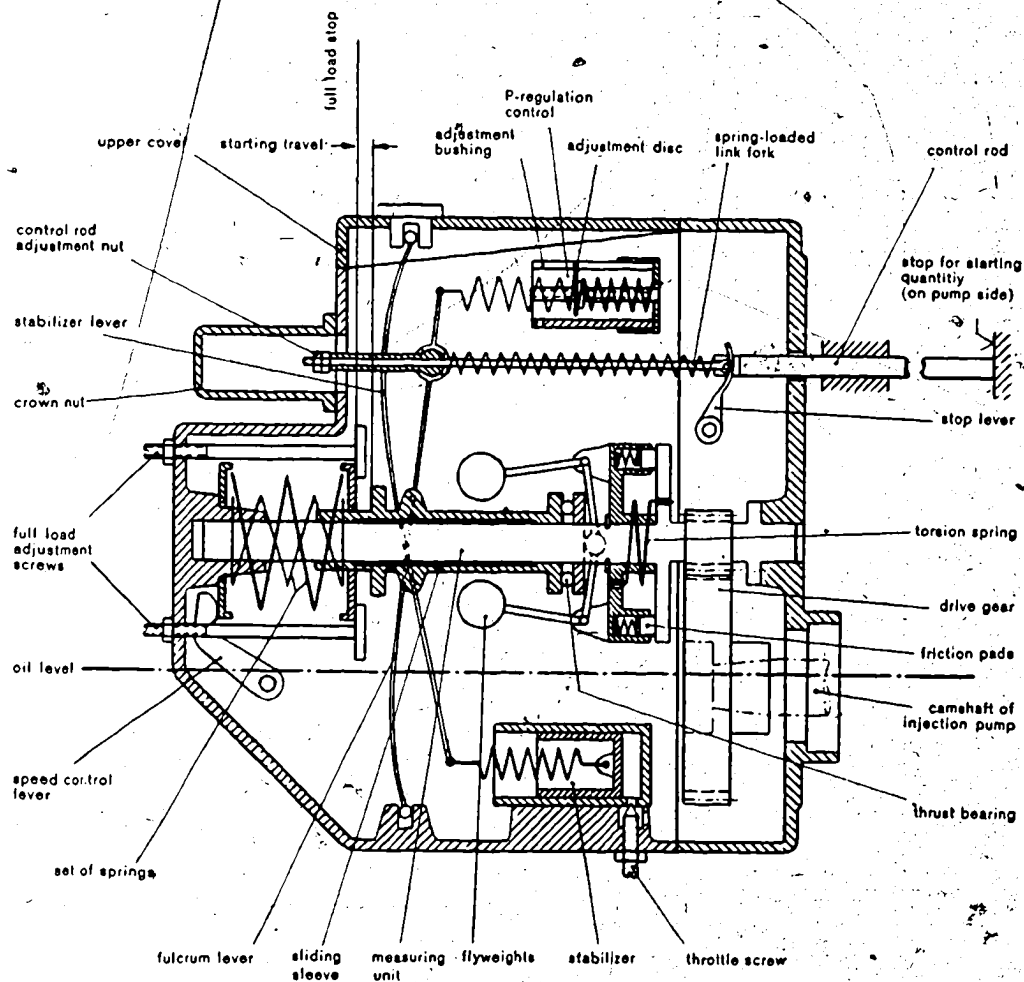 full load stop
P-regulation
control
adjustment
bushing
adjustment disc
spring-loaded
link fork
control rod
upper cover
starting travel
control rod
adjustment nut
stop for starting
quantitiy
(on pump side)
stabilizer lever
crown nut
stop lever
full load
adjustment
screws
torsion spring
drive gear
friction pads
oil level
camshaft of
injection pump
speed control
lever
thrust bearing
set of springs
fulcrum lever
sliding
sleeve
measuring
unit
flyweights
stabilizer
throttle screw